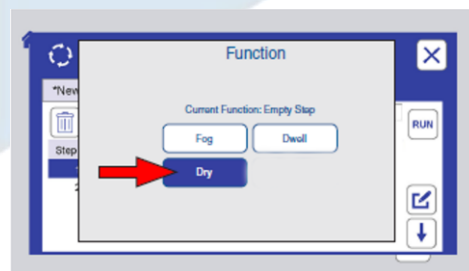 Function
*New
Current Function: Empty Step
Fog
Dwell
RUN
Step
Dry